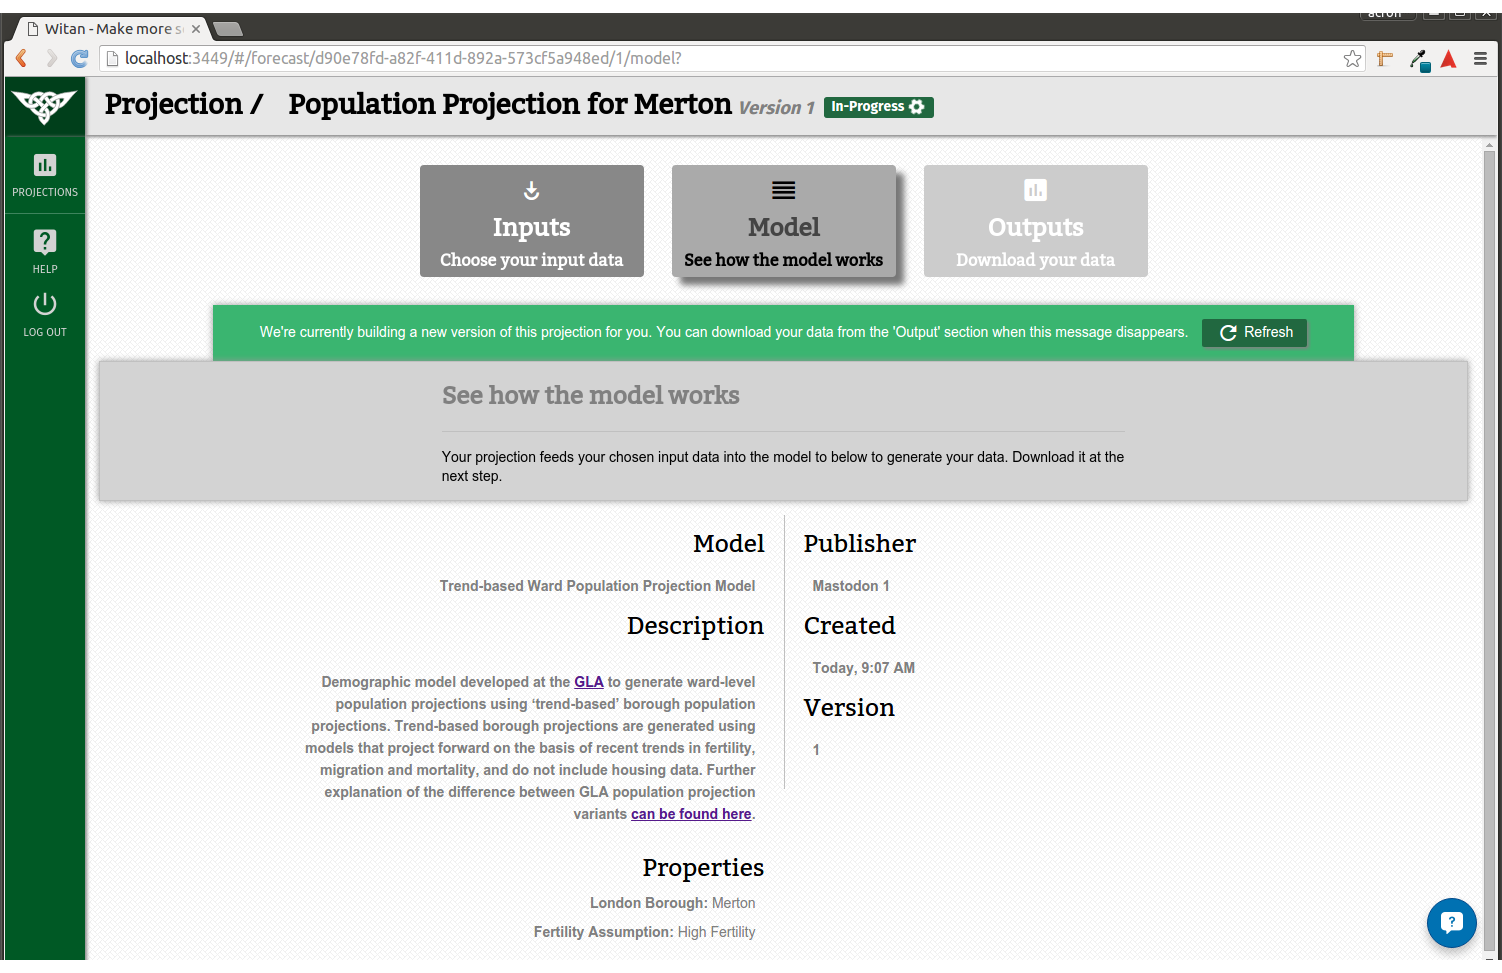 acron
Witan - Make more s
localhost:3449/#/forecast/d90e78fd-a82f-411d-892a-573cf5a948ed/1/model?
Projection / Population Projection for Merton Version 1 In-Progress
PROJECTIONS
HELP
LOG OUT
Inputs
Choose your input data
Model
See how the model works
Outputs
Download your data
We're currently building a new version of this projection for you. You can download your data from the 'Output' section when this message disappears. Refresh
See how the model works
Your projection feeds your chosen input data into the model to below to generate your data. Download it at the
next step.
Model
Trend-based Ward Population Projection Model
Description
Demographic model developed at the GLA to generate ward-level
population projections using ‘trend-based’ borough population
projections. Trend-based borough projections are generated using
models that project forward on the basis of recent trends in fertility,
migration and mortality, and do not include housing data. Further
explanation of the difference between GLA population projection
variants can be found here.
Properties
London Borough: Merton
Fertility Assumption: High Fertility
Publisher
Mastodon 1
Created
Today, 9:07 AM
Version
1